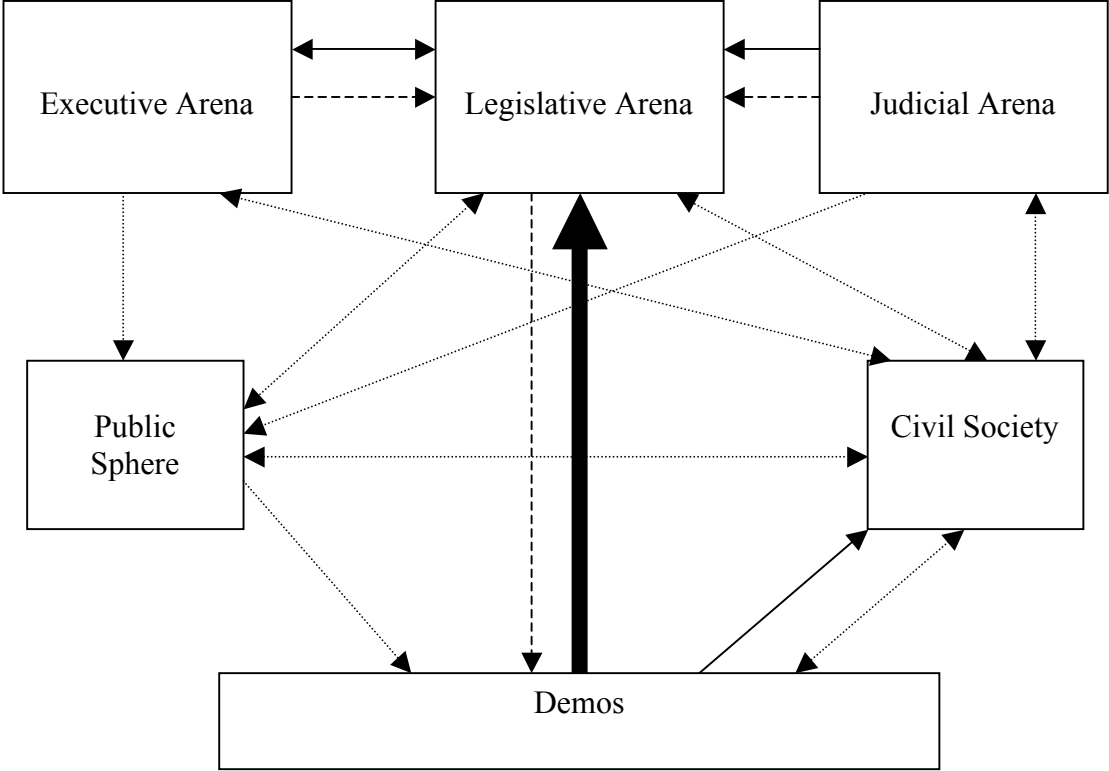 Executive Arena
Legislative Arena
Judicial Arena
Public
Sphere
Civil Society
Demos